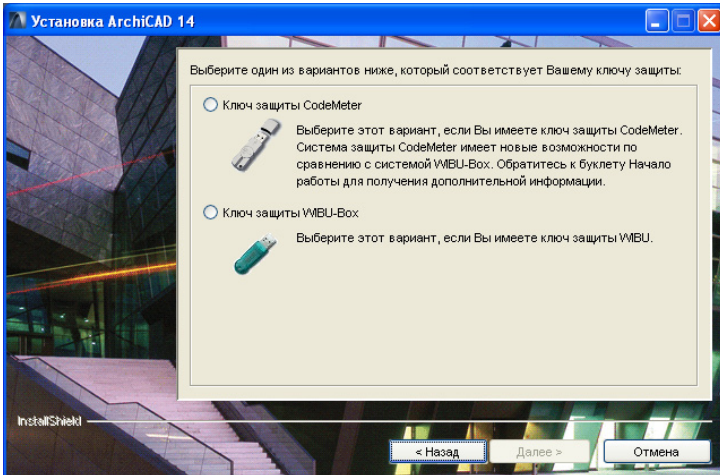 Установка ArchiCAD 14
Выберите один из вариантов ниже, который соответствует Вашему ключу защиты:
Ключ защиты CodeMeter
Выберите этот вариант, если Вы имеете ключ защиты CodeMeter.
Система защиты CodeMeter имеет новые возможности по
сравнению с системой WIBU-Box. Обратитесь к буклету Начало
работы для получения дополнительной информации.
Ключ защиты WIBU-Box
Выберите этот вариант, если Вы имеете ключ защиты WIBU.
InstallShield
< Назад
Далее >
Отмена